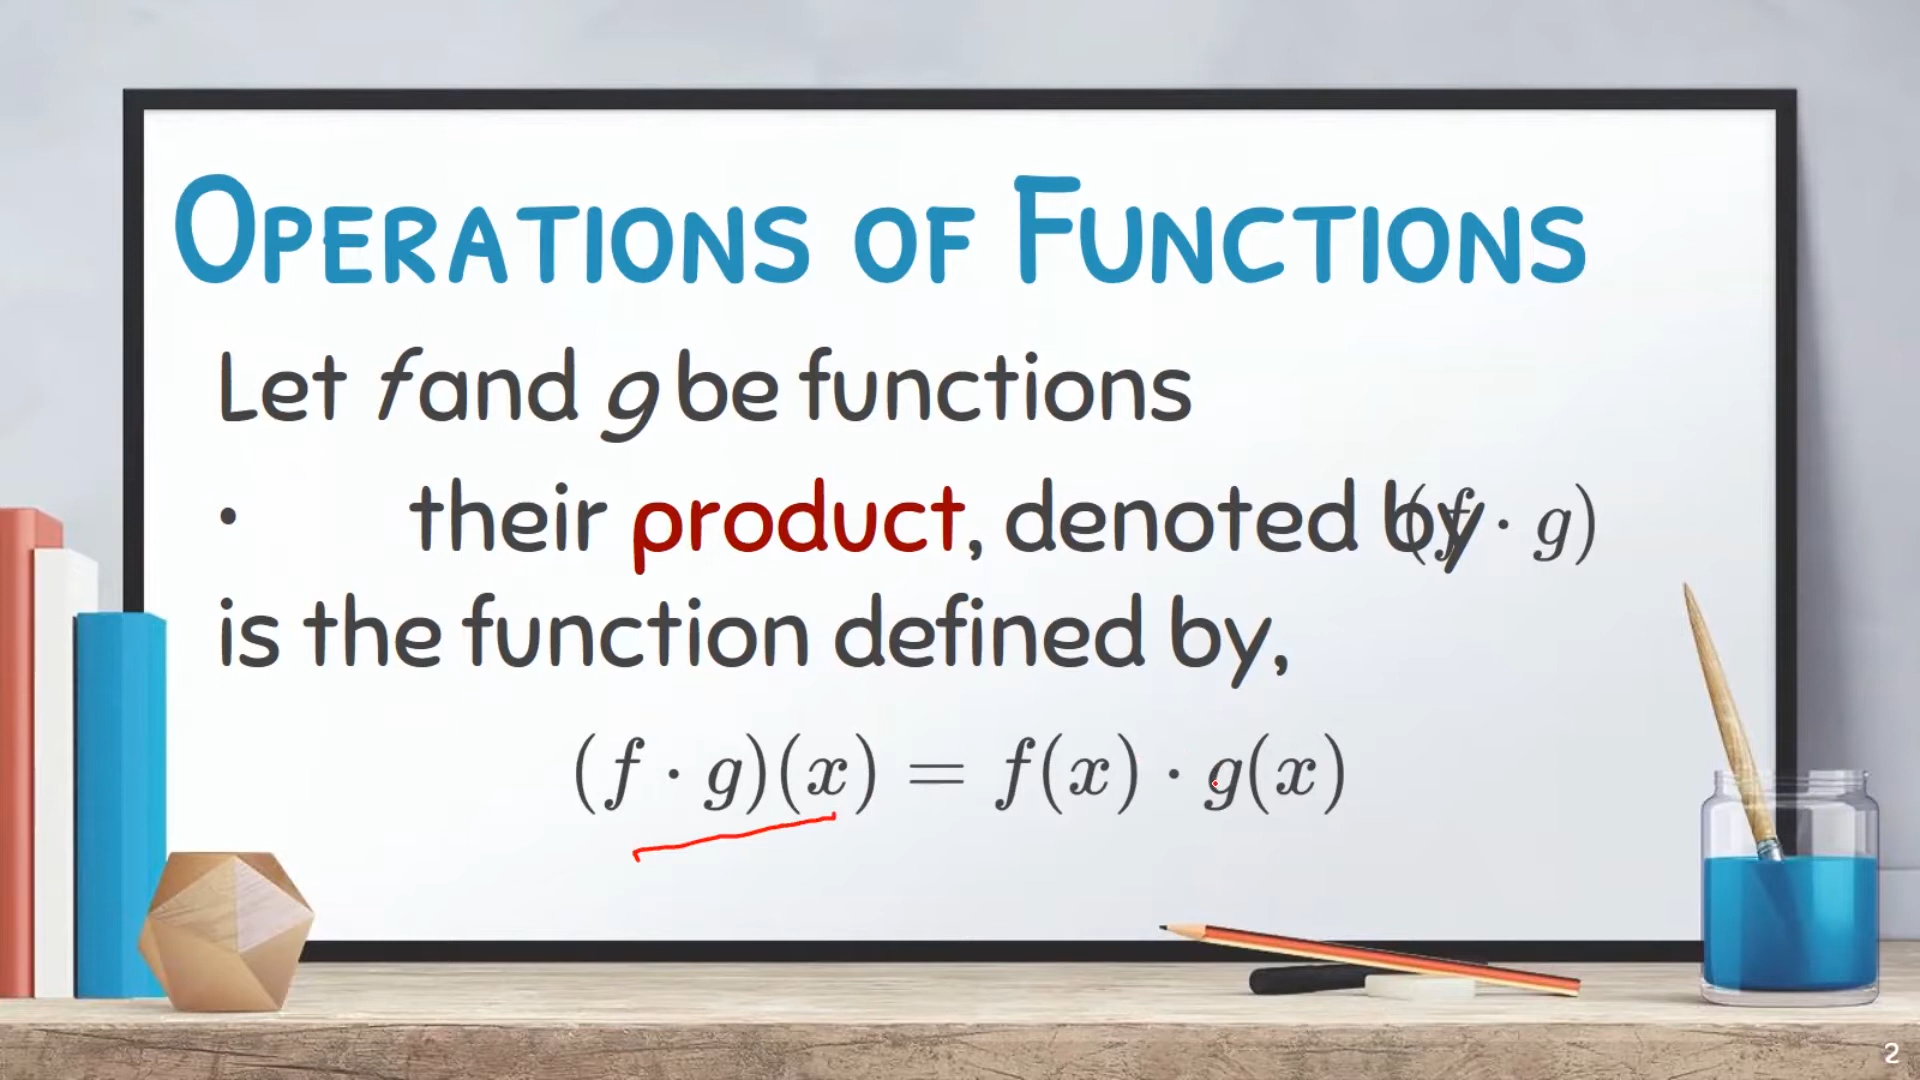 Operations of Functions
Let f and g be functions
• their product, denoted by (f · g)
is the function defined by,
(f · g)(x) = f(x) · g(x)
2